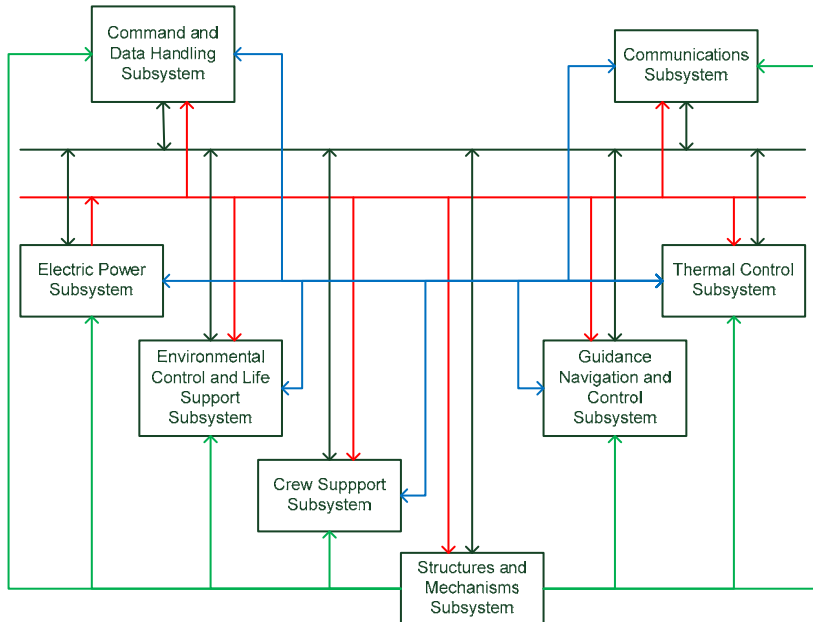 Command and
Data Handling
Subsystem
Communications
Subsystem
Electric Power
Subsystem
Thermal Control
Subsystem
Environmental
Control and Life
Support
Subsystem
Guidance
Navigation and
Control
Subsystem
Crew Suppport
Subsystem
Structures and
Mechanisms
Subsystem